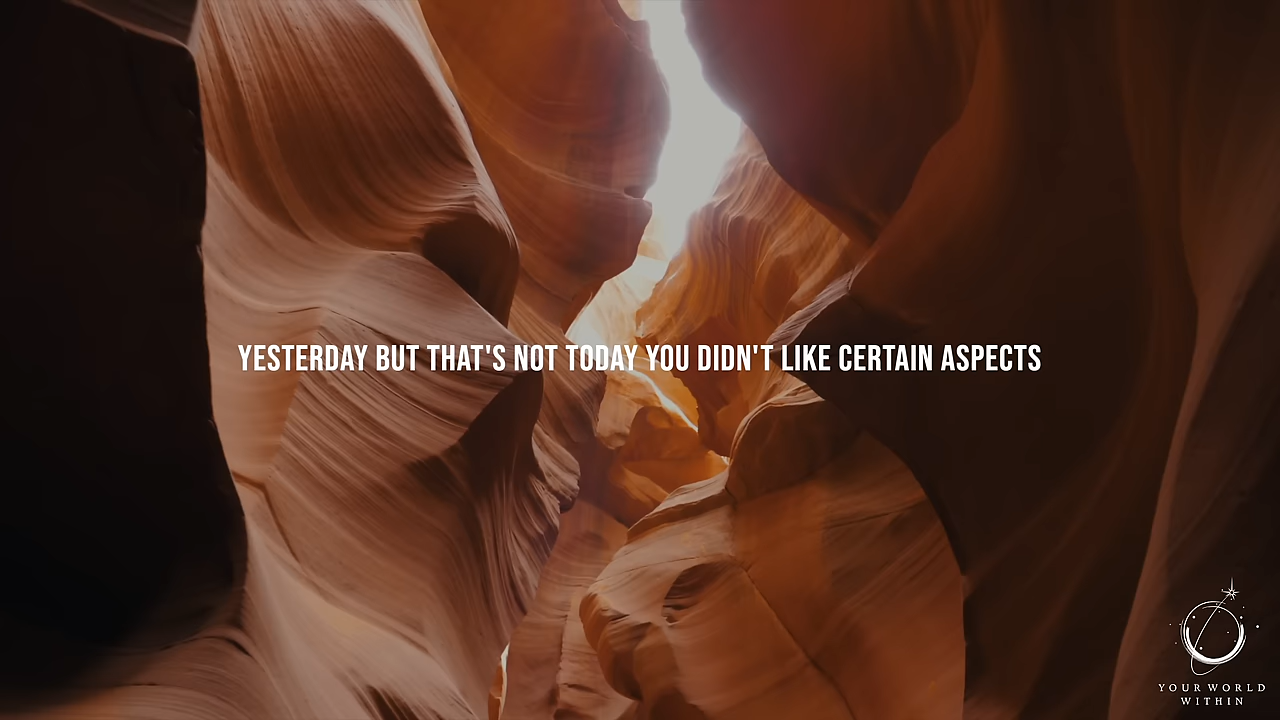 YESTERDAY BUT THAT'S NOT TODAY YOU DIDN'T LIKE CERTAIN ASPECTS
YOUR WORLD
WITHIN